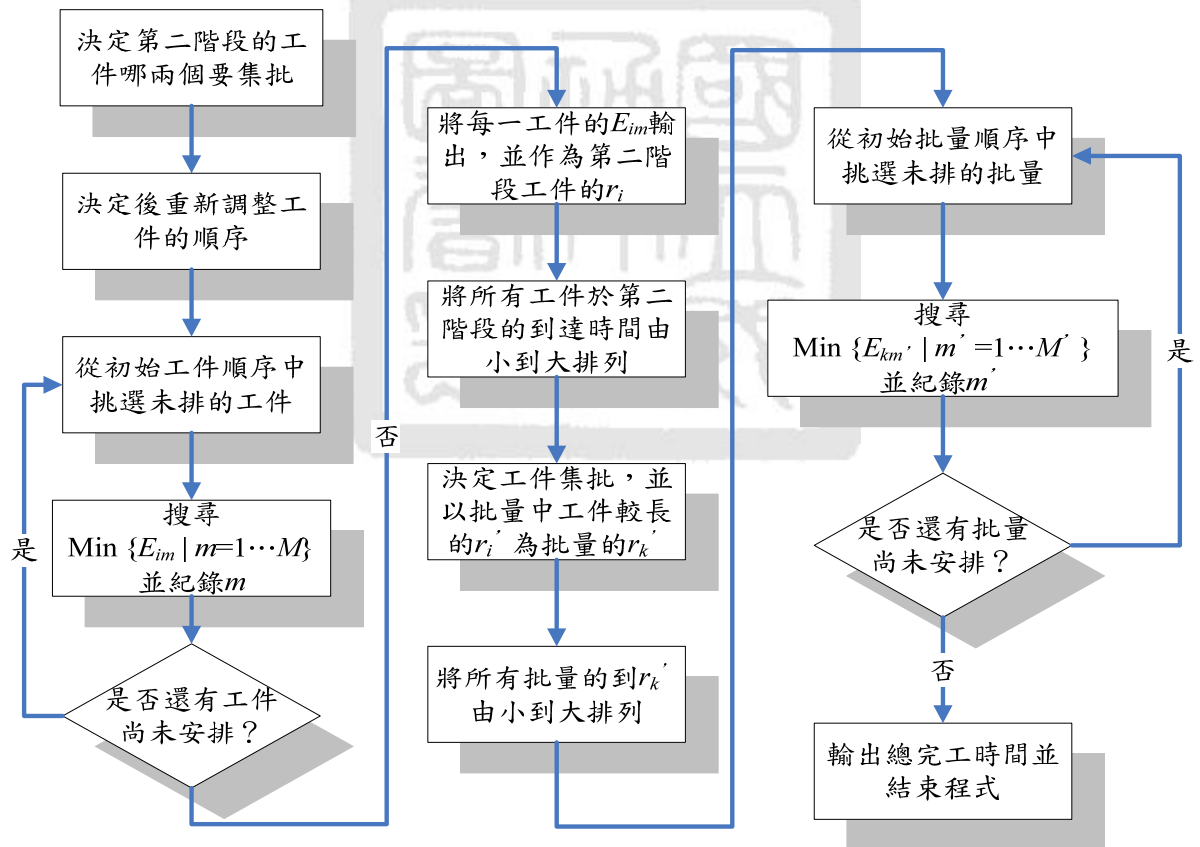 決定第二階段的工
件哪兩個要集批
決定後重新調整工
件的順序
從初始工件順序中
挑選未排的工件
搜尋
Min {Eim | m=1…M}
並紀錄m
是否還有工件
尚未安排？
是
否
將每一工件的Eim輸
出，並作為第二階
段工件的ri
將所有工件於第二
階段的到達時間由
小到大排列
決定工件集批，並
以批量中工件較長
的ri' 為批量的rk'
將所有批量的到rk'
由小到大排列
從初始批量順序中
挑選未排的批量
搜尋
Min {Ekm' | m' =1…M' }
並紀錄m'
是否還有批量
尚未安排？
是
否
輸出總完工時間並
結束程式